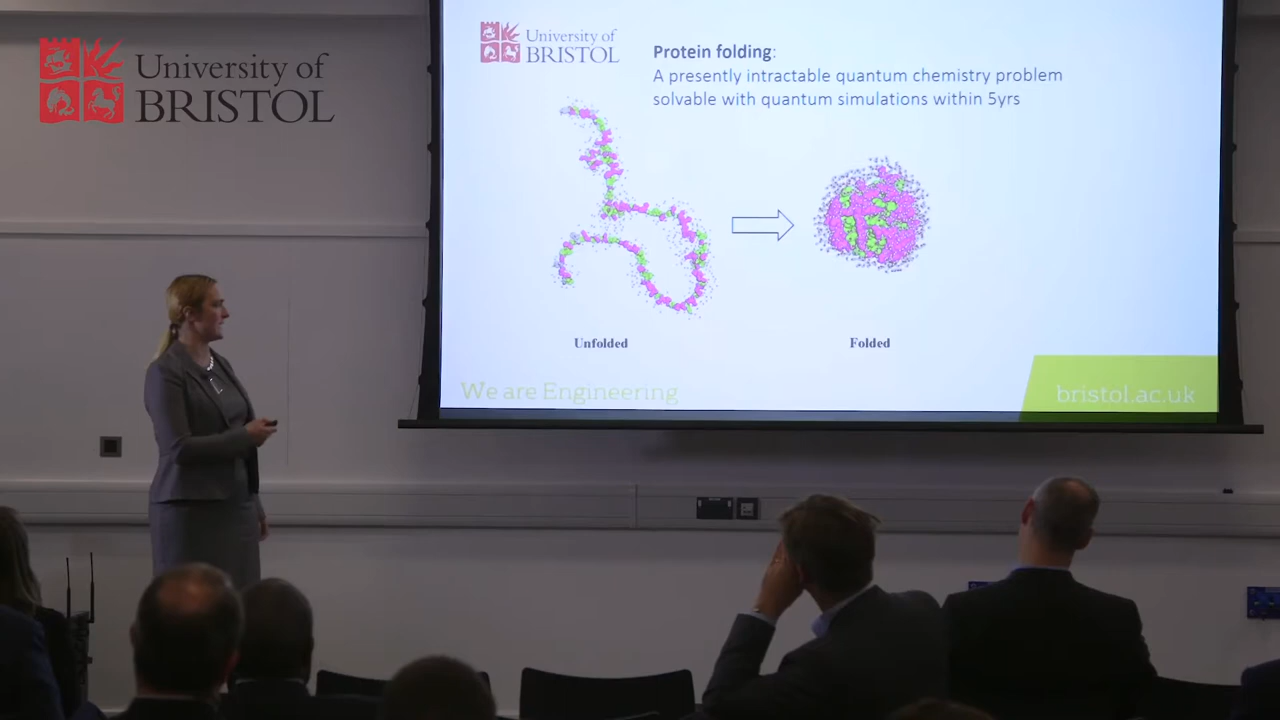 University of
BRISTOL
University of
BRISTOL
Protein folding:
A presently intractable quantum chemistry problem
solvable with quantum simulations within 5yrs
Unfolded
Folded
We are Engineering
bristol.ac.uk